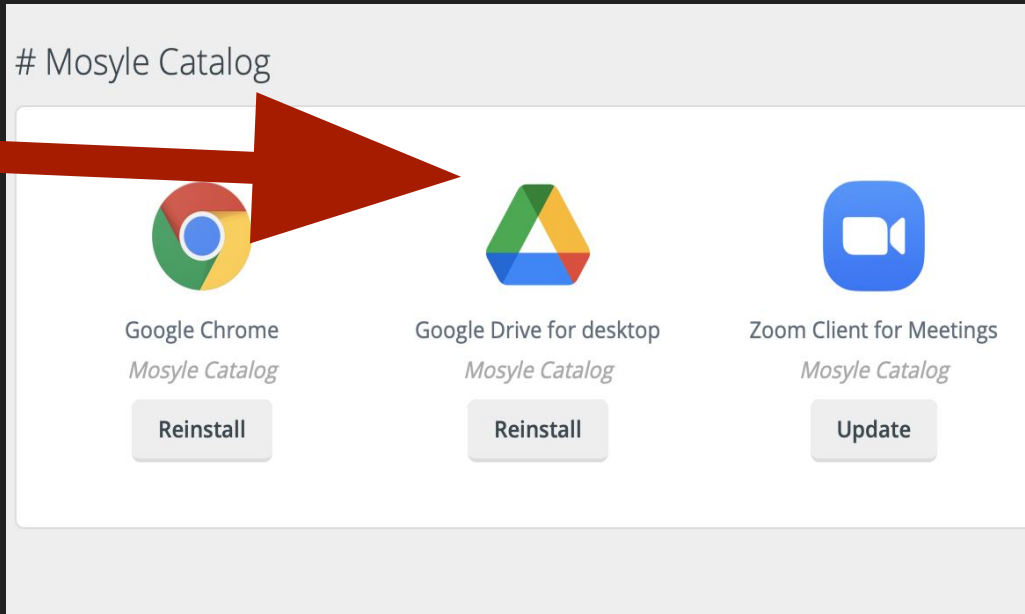 # Mosyle Catalog
Google Chrome
Mosyle Catalog
Reinstall
Google Drive for desktop
Mosyle Catalog
Reinstall
Zoom Client for Meetings
Mosyle Catalog
Update